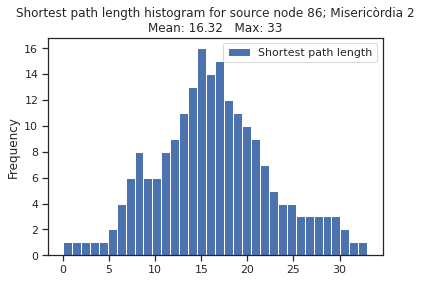 Shortest path length histogram for source node 86; Misericòrdia 2
Mean: 16.32   Max: 33
Shortest path length
Frequency
16
14
12
10
8
6
4
2
0
0 5 10 15 20 25 30